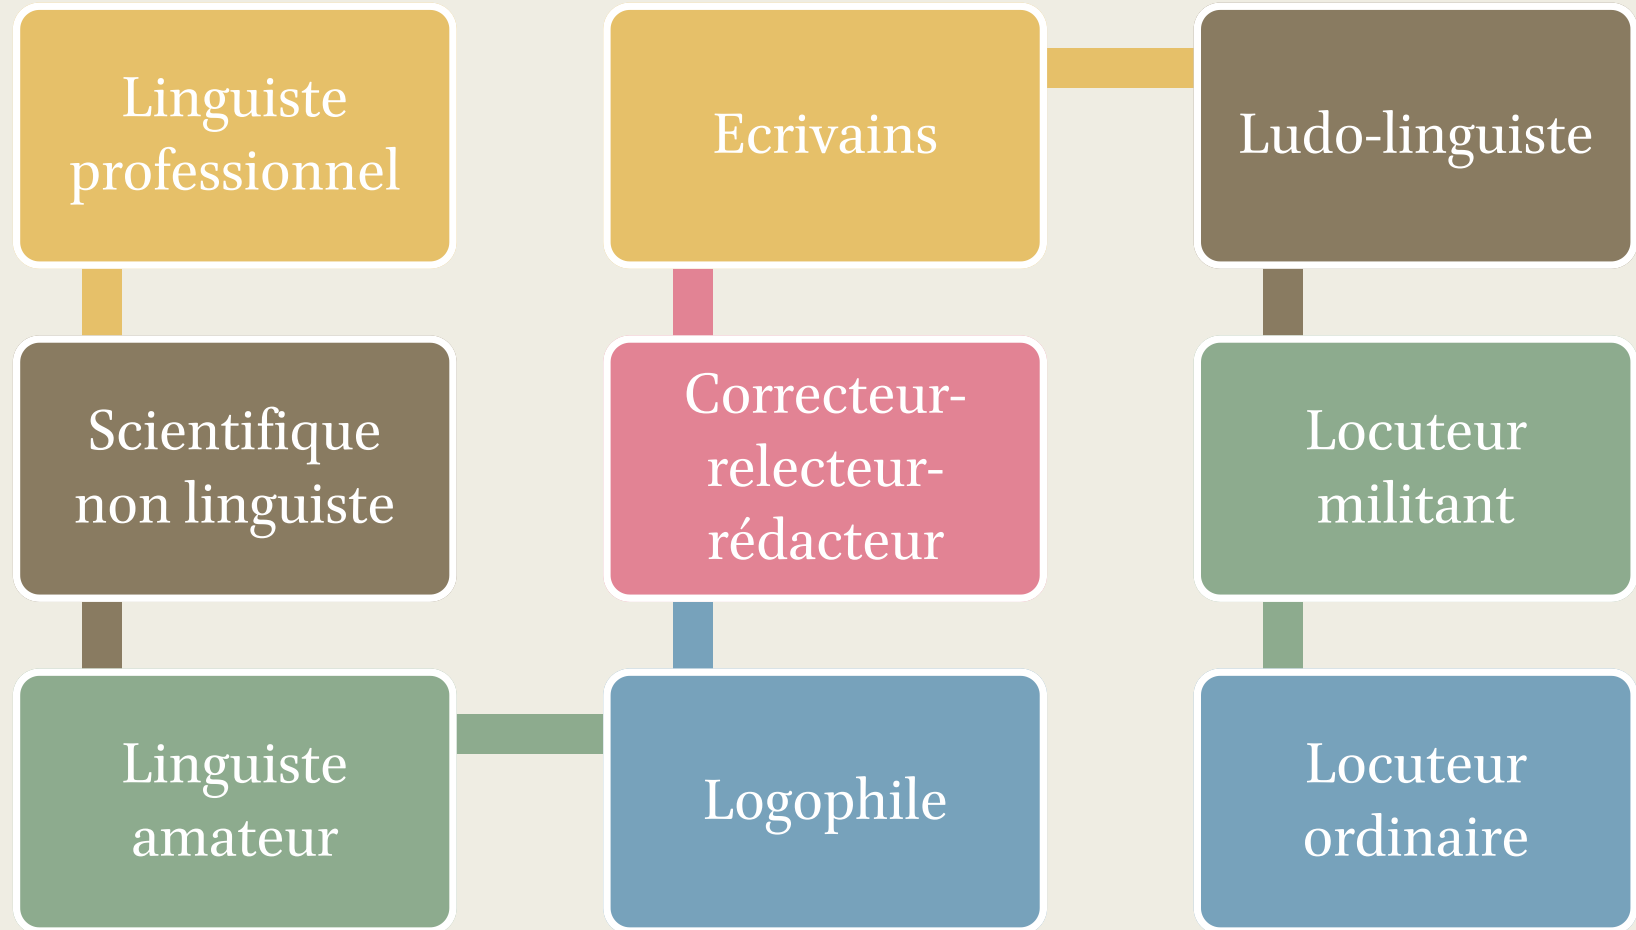 Linguiste
professionnel
Scientifique
non linguiste
Linguiste
amateur
Logophile
Correcteur-
relecteur-
rédacteur
Ecrivains
Ludo-linguiste
Locuteur
militant
Locuteur
ordinaire